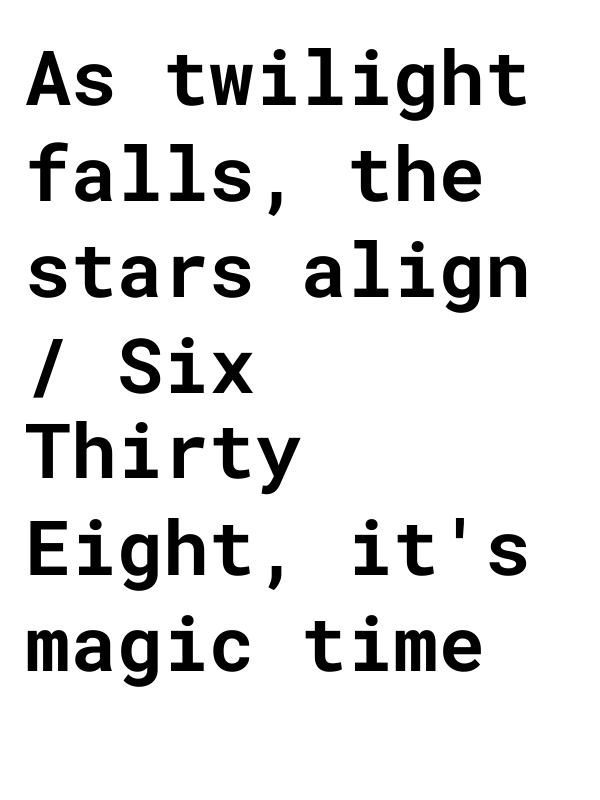 As twilight
falls, the
stars align
/ Six
Thirty
Eight, it's
magic time